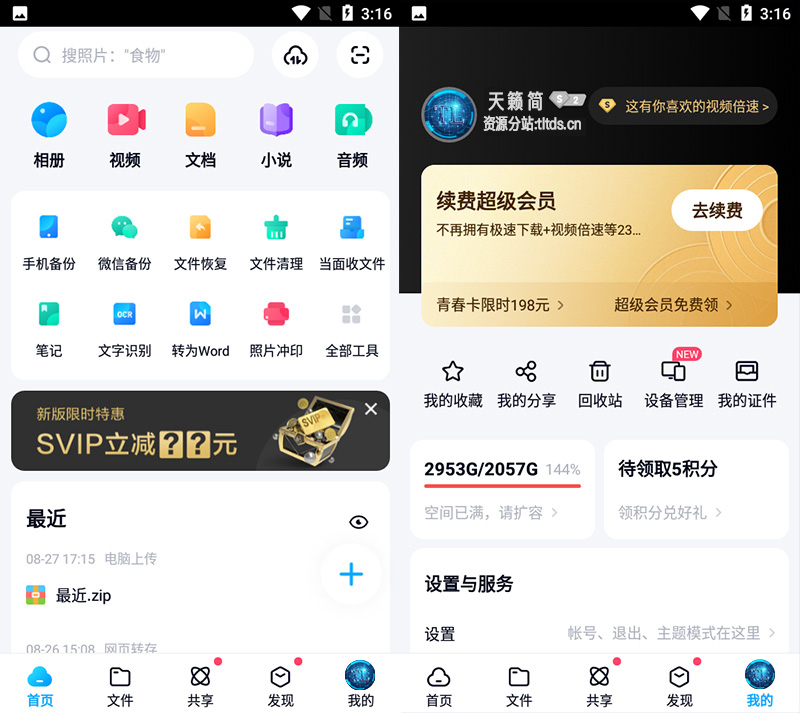 3:16
搜照片："食物"
相册 视频 文档 小说 音频
手机备份 微信备份 文件恢复 文件清理 当面收文件
OCR W
笔记 文字识别 转为Word 照片冲印 全部工具
新版限时特惠
SVIP立减??元
SVIP
最近
08-27 17:15 电脑上传
最近.zip
08-26 15:08 网页转存
首页 文件 共享 发现 我的
3:16
天籁简 S 2
资源分站:tltds.cn
S 这有你喜欢的视频倍速 >
续费超级会员
去续费
不再拥有极速下载+视频倍速等23...
青春卡限时198元 >
超级会员免费领 >
NEW
我的收藏 我的分享 回收站 设备管理 我的证件
2953G/2057G 144%
空间已满，请扩容 >
待领取5积分
领积分兑好礼 >
设置与服务
设置 帐号、退出、主题模式在这里 >
首页 文件 共享 发现 我的